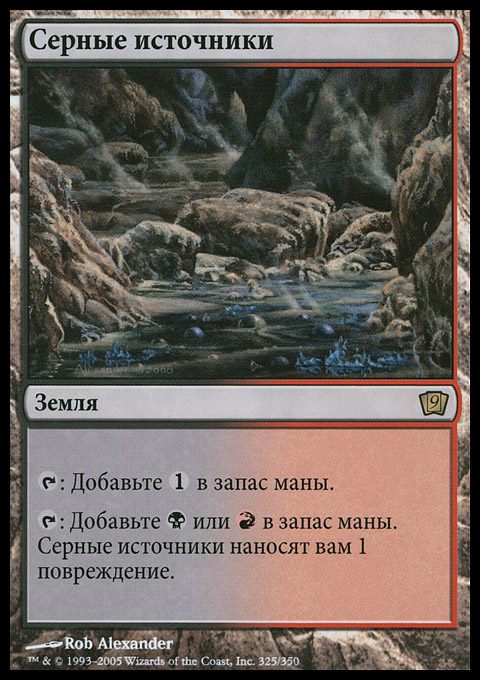 Серные источники
Земля
9
: Добавьте 1 в запас маны.
: Добавьте или в запас маны.
Серные источники наносят вам 1
повреждение.
Rob Alexander
™ & © 1993–2005 Wizards of the Coast, Inc. 325/350